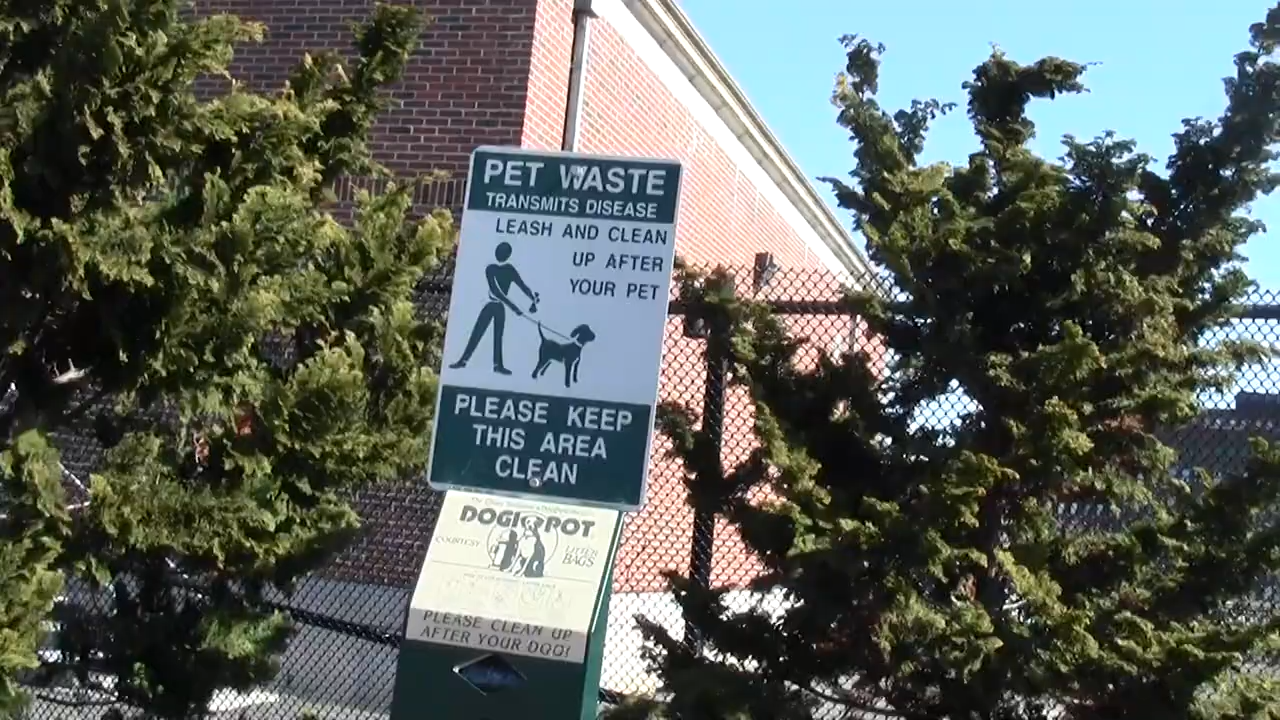 PET WASTE
TRANSMITS DISEASE
LEASH AND CLEAN
UP AFTER
YOUR PET
PLEASE KEEP
THIS AREA
CLEAN
DOGIPOT
COURTESY
LITTER
BAGS
PLEASE CLEAN UP
AFTER YOUR DOG!